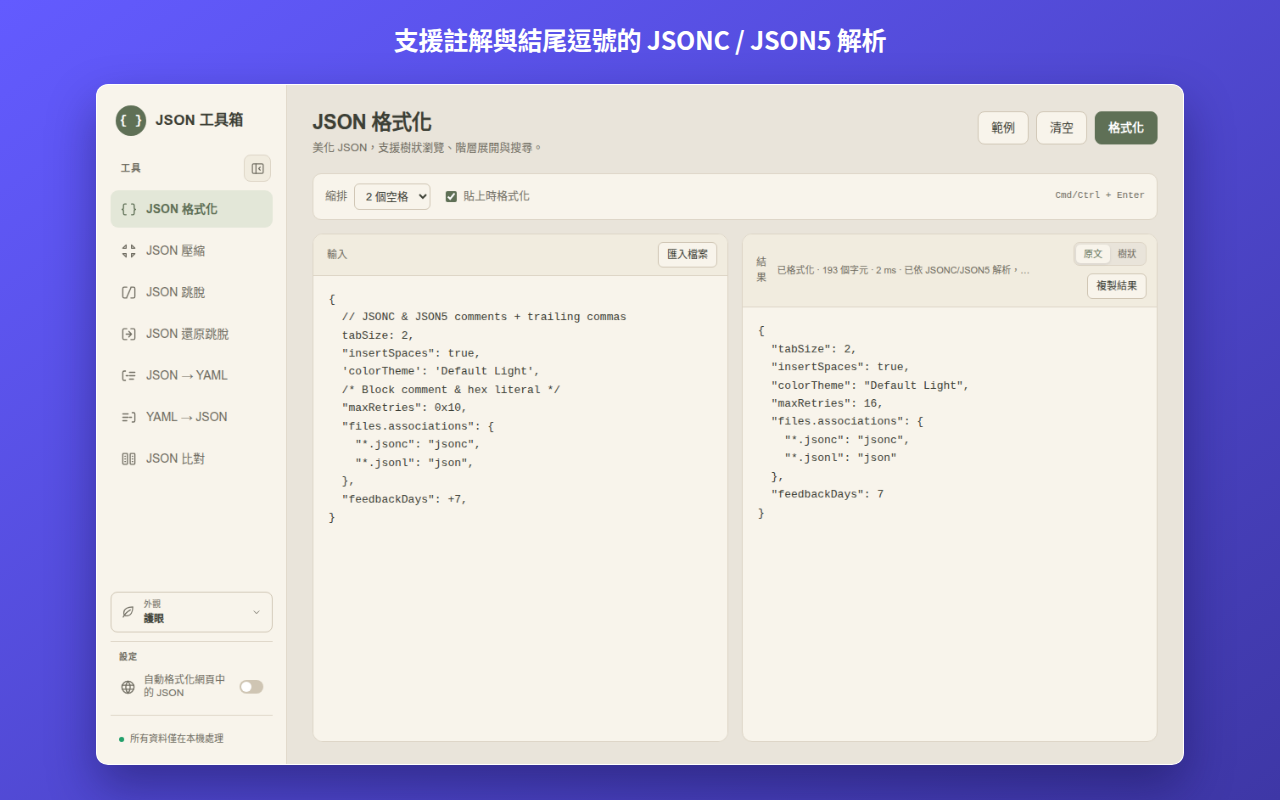 支援註解與結尾逗號的 JSONC / JSON5 解析
{ } JSON 工具箱
工具
JSON 格式化
JSON 壓縮
JSON 跳脫
JSON 還原跳脫
JSON → YAML
YAML → JSON
JSON 比對
外觀
護眼
設定
自動格式化網頁中
的 JSON
所有資料僅在本機處理
JSON 格式化
美化 JSON，支援樹狀瀏覽、階層展開與搜尋。
範例
清空
格式化
縮排
2 個空格
貼上時格式化
Cmd/Ctrl + Enter
輸入
匯入檔案
{
  // JSONC & JSON5 comments + trailing commas
  tabSize: 2,
  "insertSpaces": true,
  'colorTheme': 'Default Light',
  /* Block comment & hex literal */
  "maxRetries": 0x10,
  "files.associations": {
    "*.jsonc": "jsonc",
    "*.jsonl": "json",
  },
  "feedbackDays": +7,
}
結
果
已格式化 · 193 個字元 · 2 ms · 已依 JSONC/JSON5 解析，…
原文
樹狀
複製結果
{
  "tabSize": 2,
  "insertSpaces": true,
  "colorTheme": "Default Light",
  "maxRetries": 16,
  "files.associations": {
    "*.jsonc": "jsonc",
    "*.jsonl": "json"
  },
  "feedbackDays": 7
}